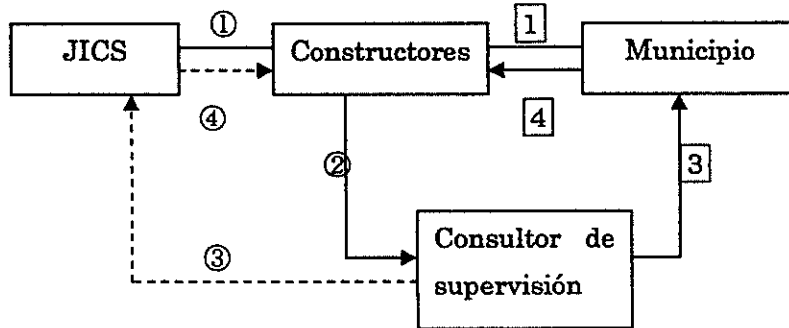 ① 1
JICS Constructores Municipio
④ 4
② 3
Consultor de
③ supervisión